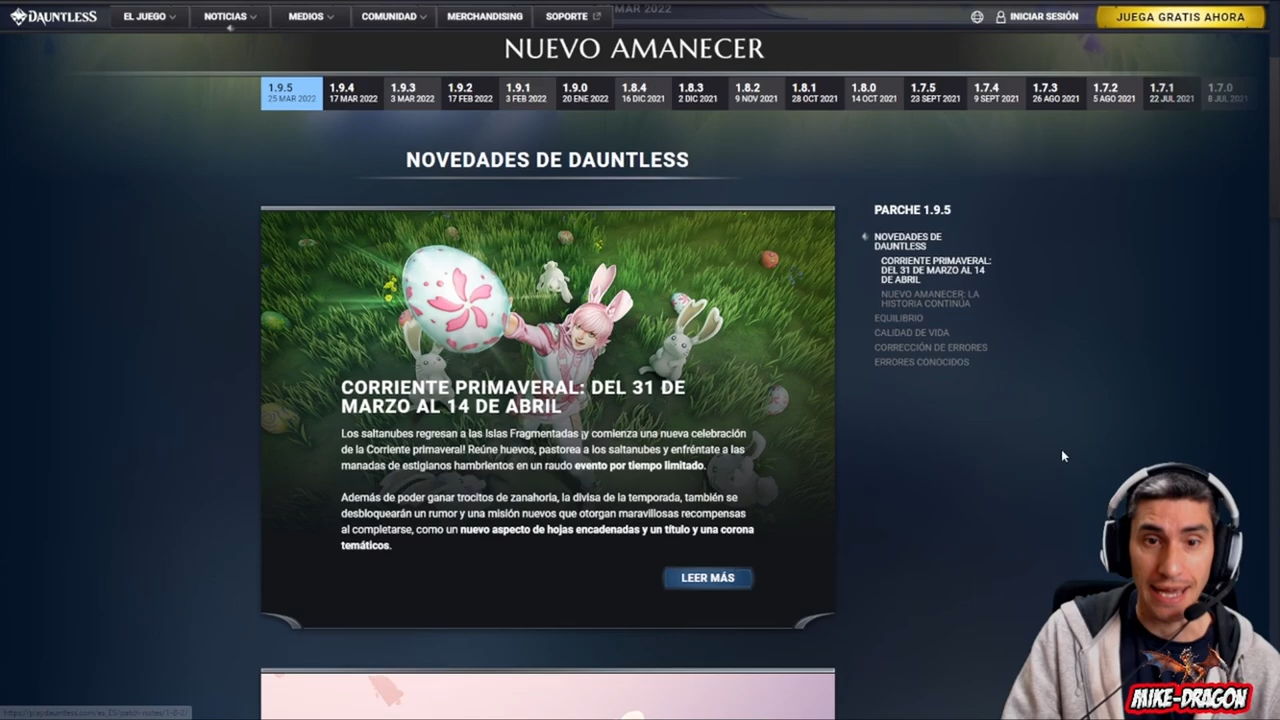 DAUNTLESS
EL JUEGO
NOTICIAS
MEDIOS
COMUNIDAD
MERCHANDISING
SOPORTE
MAR 2022
INICIAR SESIÓN
JUEGA GRATIS AHORA
NUEVO AMANECER
1.9.5 1.9.4 1.9.3 1.9.2 1.9.1 1.9.0 1.8.4 1.8.3 1.8.2 1.8.1 1.8.0 1.7.5 1.7.4 1.7.3 1.7.2 1.7.1 1.7.0
25 MAR 2022 17 MAR 2022 3 MAR 2022 17 FEB 2022 3 FEB 2022 20 ENE 2022 16 DIC 2021 2 DIC 2021 9 NOV 2021 28 OCT 2021 14 OCT 2021 23 SEPT 2021 9 SEPT 2021 26 AGO 2021 5 AGO 2021 22 JUL 2021 8 JUL 2021
NOVEDADES DE DAUNTLESS
CORRIENTE PRIMAVERAL: DEL 31 DE
MARZO AL 14 DE ABRIL
Los saltanubes regresan a las Islas Fragmentadas ¡y comienza una nueva celebración
de la Corriente primaveral! Reúne huevos, pastorea a los saltanubes y enfréntate a las
manadas de estigianos hambrientos en un raudo evento por tiempo limitado.
Además de poder ganar trocitos de zanahoria, la divisa de la temporada, también se
desbloquearán un rumor y una misión nuevos que otorgan maravillosas recompensas
al completarse, como un nuevo aspecto de hojas encadenadas y un título y una corona
temáticos.
LEER MÁS
PARCHE 1.9.5
NOVEDADES DE
DAUNTLESS
CORRIENTE PRIMAVERAL:
DEL 31 DE MARZO AL 14
DE ABRIL
NUEVO AMANECER: LA
HISTORIA CONTINÚA
EQUILIBRIO
CALIDAD DE VIDA
CORRECCIÓN DE ERRORES
ERRORES CONOCIDOS
MIKE-DRAGON